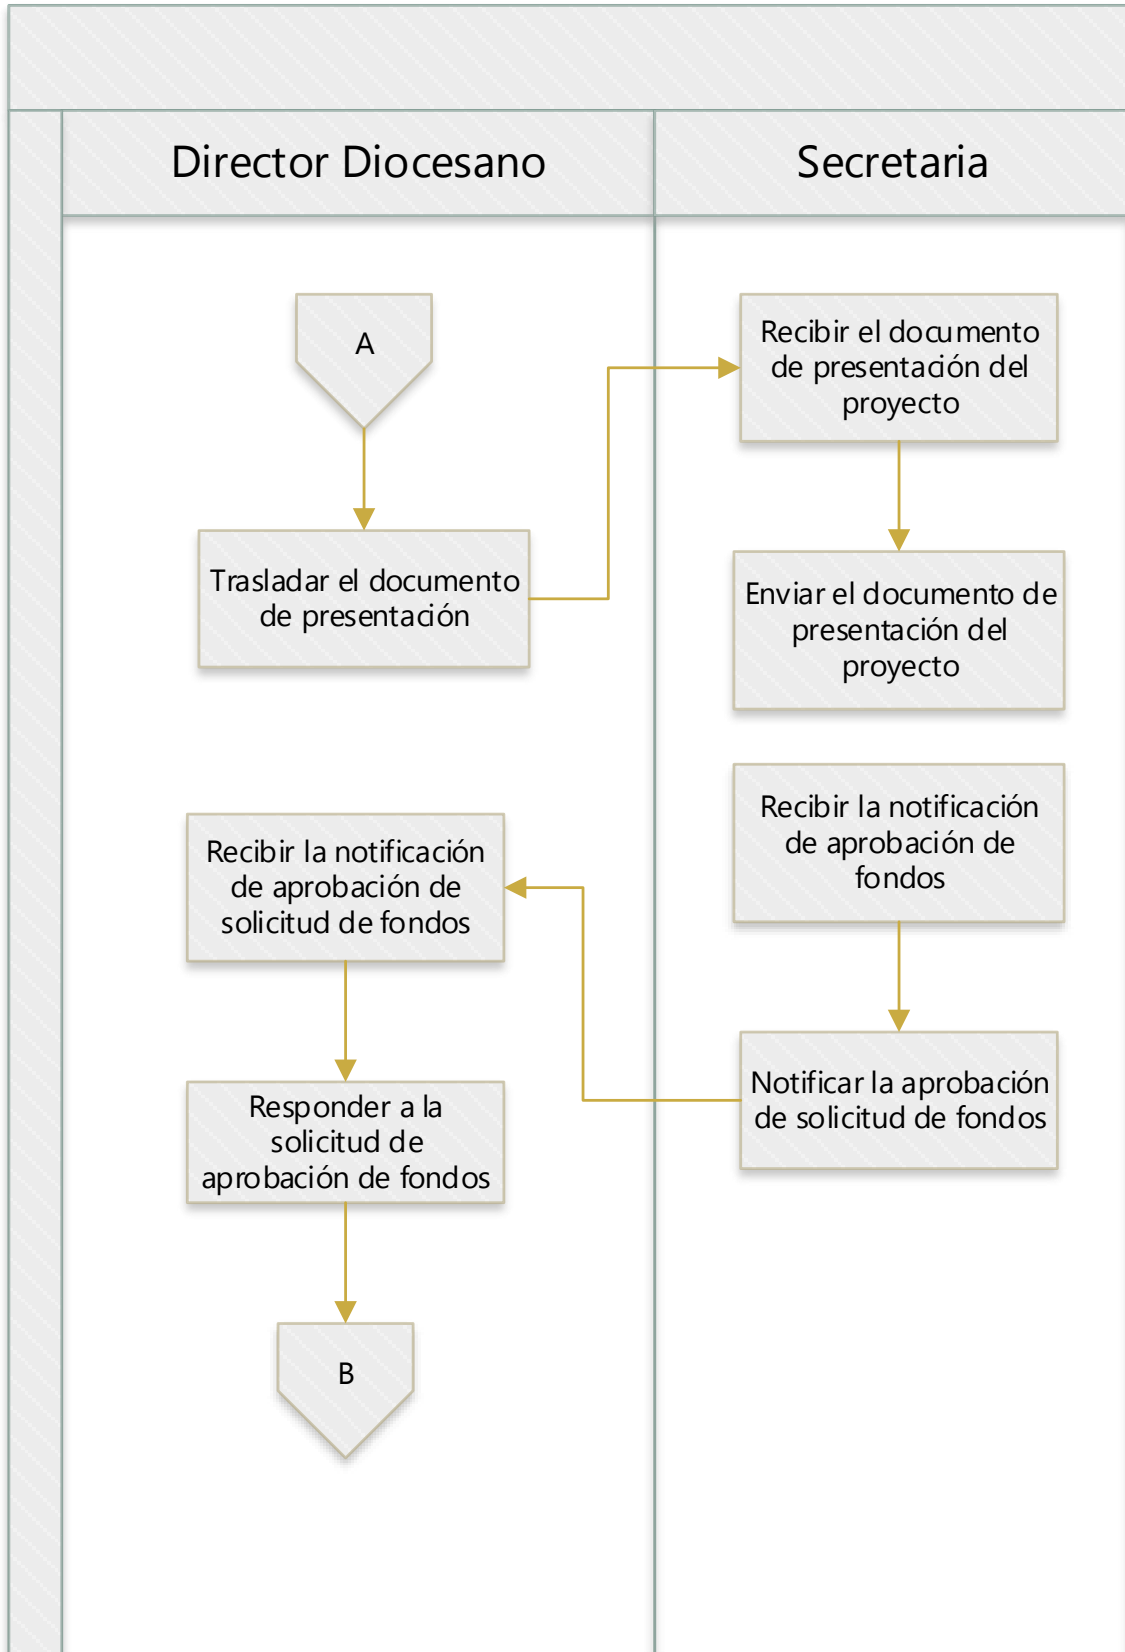 Director Diocesano
Secretaria
A
Recibir el documento
de presentación del
proyecto
Trasladar el documento
de presentación
Enviar el documento de
presentación del
proyecto
Recibir la notificación
de aprobación de
fondos
Recibir la notificación
de aprobación de
solicitud de fondos
Notificar la aprobación
de solicitud de fondos
Responder a la
solicitud de
aprobación de fondos
B